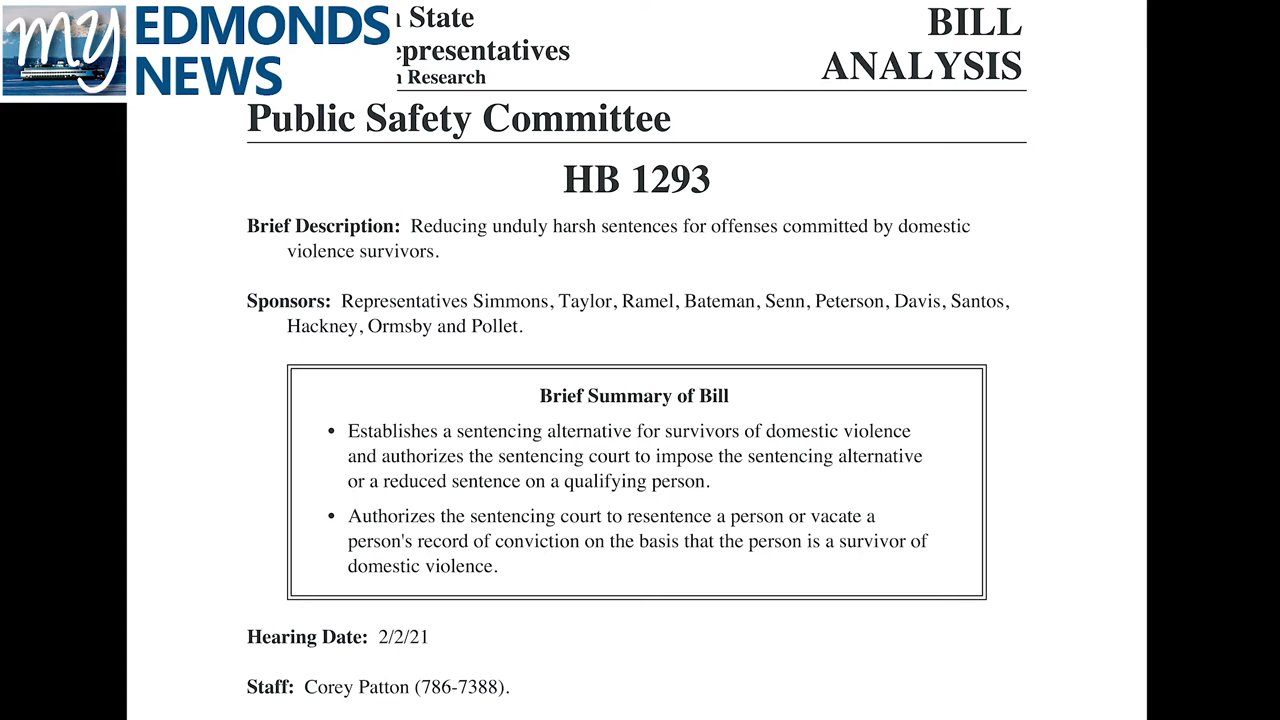 my EDMONDS NEWS
State
BILL
epresentatives
ANALYSIS
Research
Public Safety Committee
HB 1293
Brief Description: Reducing unduly harsh sentences for offenses committed by domestic
violence survivors.
Sponsors: Representatives Simmons, Taylor, Ramel, Bateman, Senn, Peterson, Davis, Santos,
Hackney, Ormsby and Pollet.
Brief Summary of Bill
• Establishes a sentencing alternative for survivors of domestic violence
and authorizes the sentencing court to impose the sentencing alternative
or a reduced sentence on a qualifying person.
• Authorizes the sentencing court to resentence a person or vacate a
person's record of conviction on the basis that the person is a survivor of
domestic violence.
Hearing Date: 2/2/21
Staff: Corey Patton (786-7388).